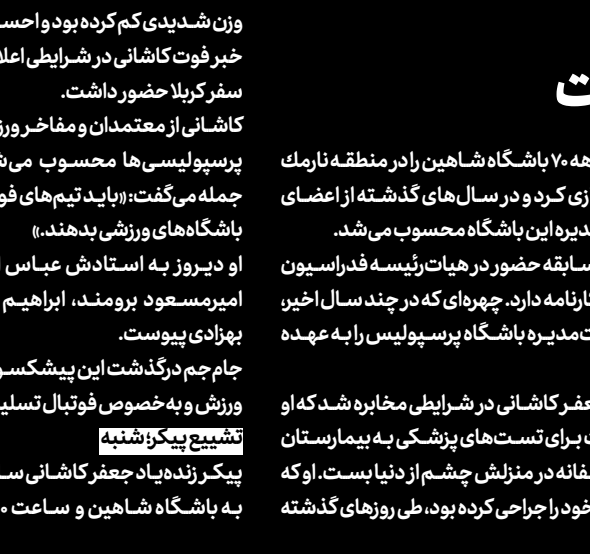 ت
هه ۷۰ باشگاه شاهین را در منطقه نارمک
زی کرد و در سال‌های گذشته از اعضای
دیره این باشگاه محسوب می‌شد.
سابقه حضور در هیات‌رئیسه فدراسیون
کارنامه دارد. چهره‌ای که در چند سال اخیر،
ت‌مدیره باشگاه پرسپولیس را به عهده
عفر کاشانی در شرایطی مخابره شد که او
ت برای تست‌های پزشکی به بیمارستان
فانه در منزلش چشم از دنیا بست. او که
خود را جراحی کرده بود، طی روزهای گذشته
وزن شدیدی کم کرده بود و احسـ
خبر فوت کاشانی در شرایطی اعلا
سفر کربلا حضور داشت.
کاشانی از معتمدان و مفاخر ورز
پرسپولیسی‌ها محسوب می‌ش
جمله می‌گفت: «باید تیم‌های فو
باشگاه‌های ورزشی بدهند.»
او دیروز به استادش عباس ا
امیرمسعود برومند، ابراهیم
بهزادی پیوست.
جام‌جم درگذشت این پیشکسو
ورزش و به‌خصوص فوتبال تسلیـ
تشییع پیکر؛ شنبه
پیکر زنده‌یاد جعفر کاشانی سـ
به باشگاه شاهین و ساعت ۰